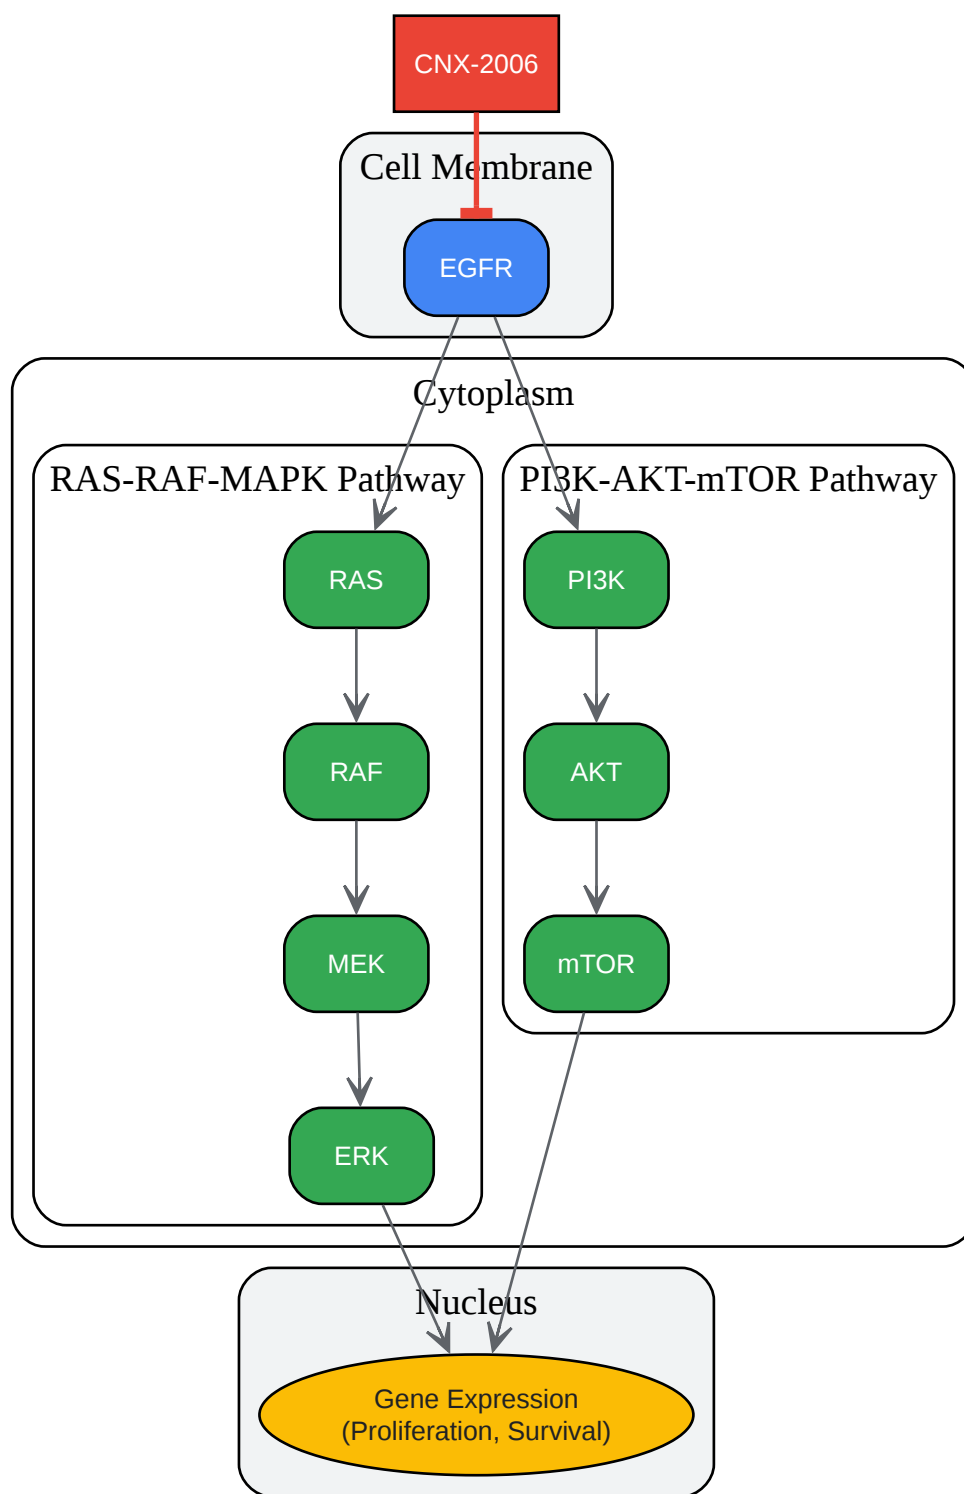 CNX-2006
Cell Membrane
EGFR
Cytoplasm
RAS-RAF-MAPK Pathway
PI3K-AKT-mTOR Pathway
RAS
PI3K
RAF
AKT
MEK
mTOR
ERK
Nucleus
Gene Expression
(Proliferation, Survival)